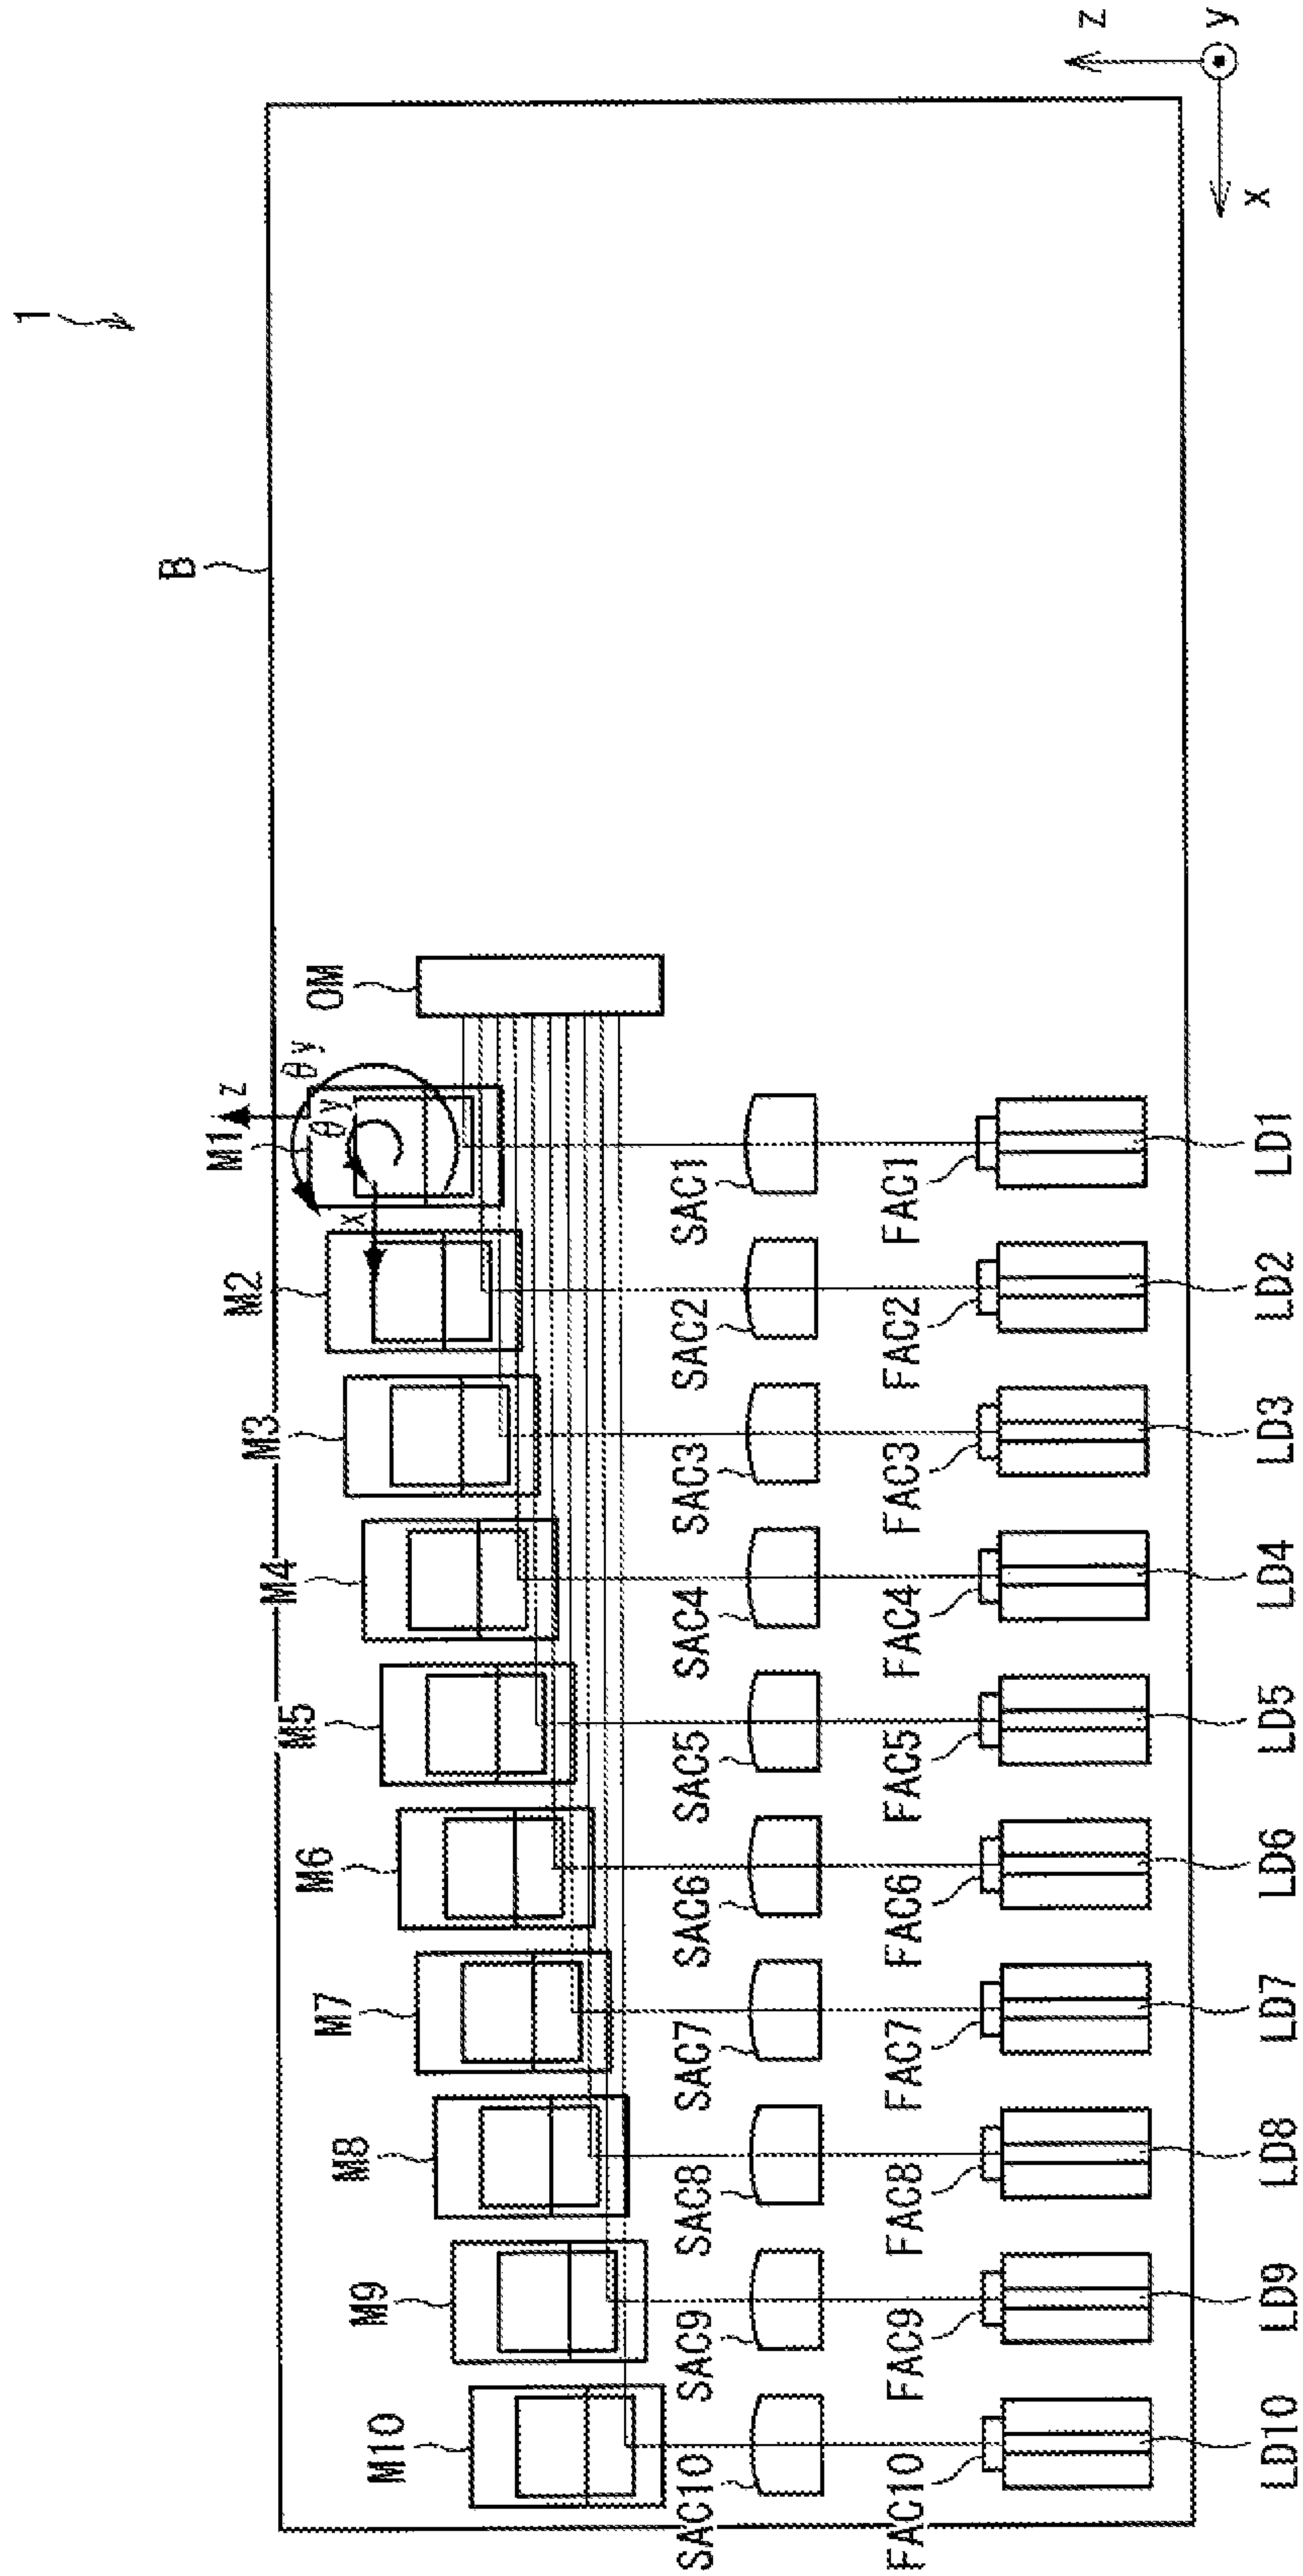 1
B
OM
θy
θy
z
x
M1
M2
M3
M4
M5
M6
M7
M8
M9
M10
SAC1
SAC2
SAC3
SAC4
SAC5
SAC6
SAC7
SAC8
SAC9
SAC10
FAC1
FAC2
FAC3
FAC4
FAC5
FAC6
FAC7
FAC8
FAC9
FAC10
LD1
LD2
LD3
LD4
LD5
LD6
LD7
LD8
LD9
LD10
z
y
x